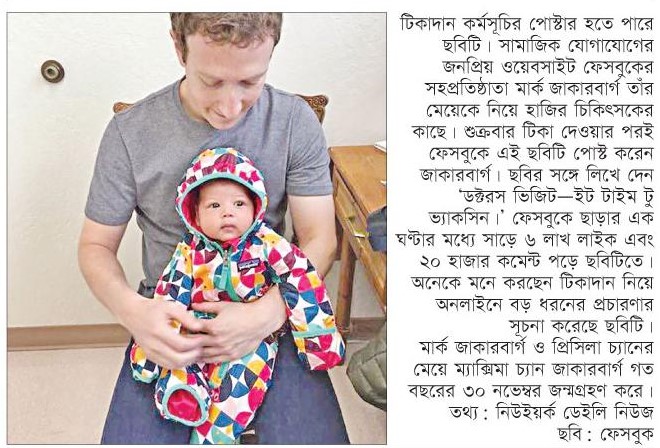 টিকাদান কর্মসূচির পোস্টার হতে পারে
ছবিটি। সামাজিক যোগাযোগের
জনপ্রিয় ওয়েবসাইট ফেসবুকের
সহপ্রতিষ্ঠাতা মার্ক জাকারবার্গ তাঁর
মেয়েকে নিয়ে হাজির চিকিৎসকের
কাছে। শুক্রবার টিকা দেওয়ার পরই
ফেসবুকে এই ছবিটি পোস্ট করেন
জাকারবার্গ। ছবির সঙ্গে লিখে দেন
‘ডক্টরস ভিজিট—ইট টাইম টু
ভ্যাকসিন।’ ফেসবুকে ছাড়ার এক
ঘণ্টার মধ্যে সাড়ে ৬ লাখ লাইক এবং
২০ হাজার কমেন্ট পড়ে ছবিটিতে।
অনেকে মনে করছেন টিকাদান নিয়ে
অনলাইনে বড় ধরনের প্রচারণার
সূচনা করেছে ছবিটি।
মার্ক জাকারবার্গ ও প্রিসিলা চ্যানের
মেয়ে ম্যাক্সিমা চ্যান জাকারবার্গ গত
বছরের ৩০ নভেম্বর জন্মগ্রহণ করে।
তথ্য : নিউইয়র্ক ডেইলি নিউজ
ছবি : ফেসবুক